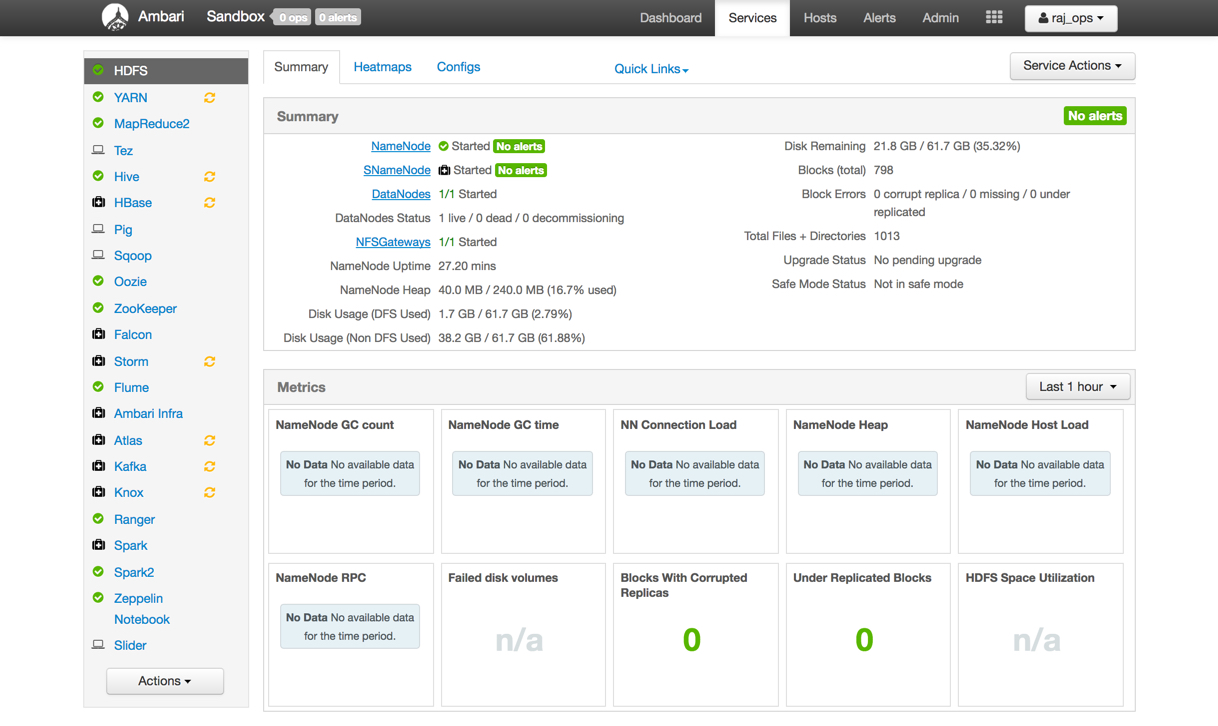 Ambari Sandbox 0 ops 0 alerts Dashboard Services Hosts Alerts Admin raj_ops
HDFS
YARN
MapReduce2
Tez
Hive
HBase
Pig
Sqoop
Oozie
ZooKeeper
Falcon
Storm
Flume
Ambari Infra
Atlas
Kafka
Knox
Ranger
Spark
Spark2
Zeppelin
Notebook
Slider
Actions
Summary Heatmaps Configs Quick Links Service Actions
Summary No alerts
NameNode Started No alerts
SNameNode Started No alerts
DataNodes 1/1 Started
DataNodes Status 1 live / 0 dead / 0 decommissioning
NFSGateways 1/1 Started
NameNode Uptime 27.20 mins
NameNode Heap 40.0 MB / 240.0 MB (16.7% used)
Disk Usage (DFS Used) 1.7 GB / 61.7 GB (2.79%)
Disk Usage (Non DFS Used) 38.2 GB / 61.7 GB (61.88%)
Disk Remaining 21.8 GB / 61.7 GB (35.32%)
Blocks (total) 798
Block Errors 0 corrupt replica / 0 missing / 0 under
replicated
Total Files + Directories 1013
Upgrade Status No pending upgrade
Safe Mode Status Not in safe mode
Metrics Last 1 hour
NameNode GC count
No Data No available data
for the time period.
NameNode GC time
No Data No available data
for the time period.
NN Connection Load
No Data No available data
for the time period.
NameNode Heap
No Data No available data
for the time period.
NameNode Host Load
No Data No available data
for the time period.
NameNode RPC
No Data No available data
for the time period.
Failed disk volumes
n/a
Blocks With Corrupted
Replicas
0
Under Replicated Blocks
0
HDFS Space Utilization
n/a